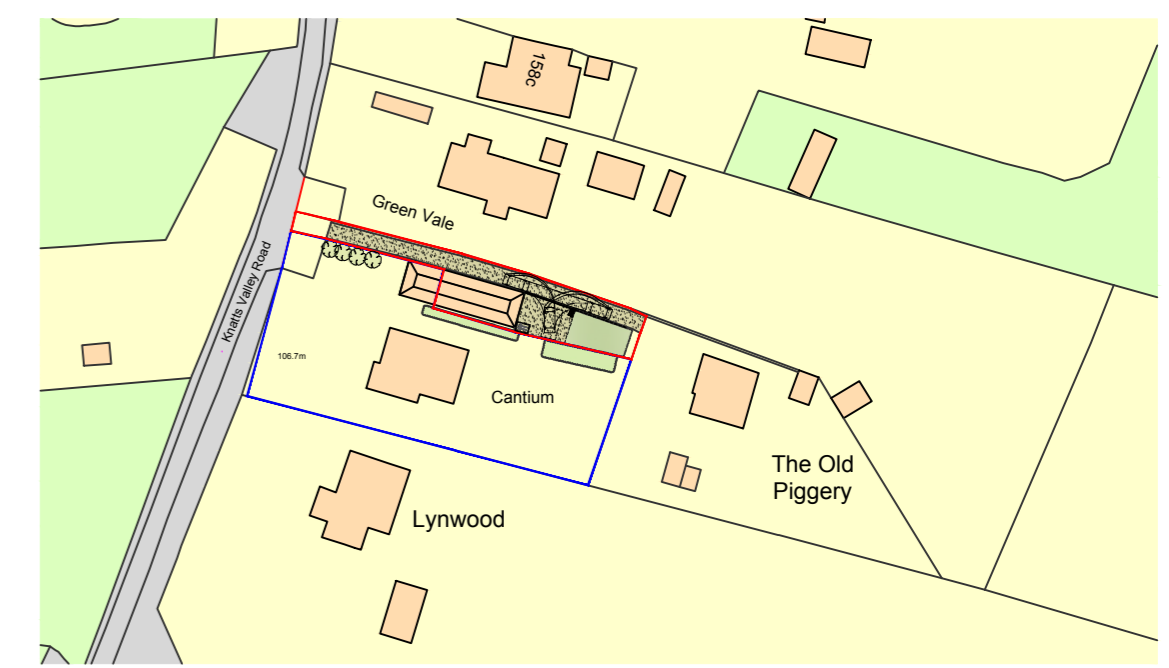 158c
Green Vale
Knatts Valley Road
106.7m
Cantium
The Old
Piggery
Lynwood